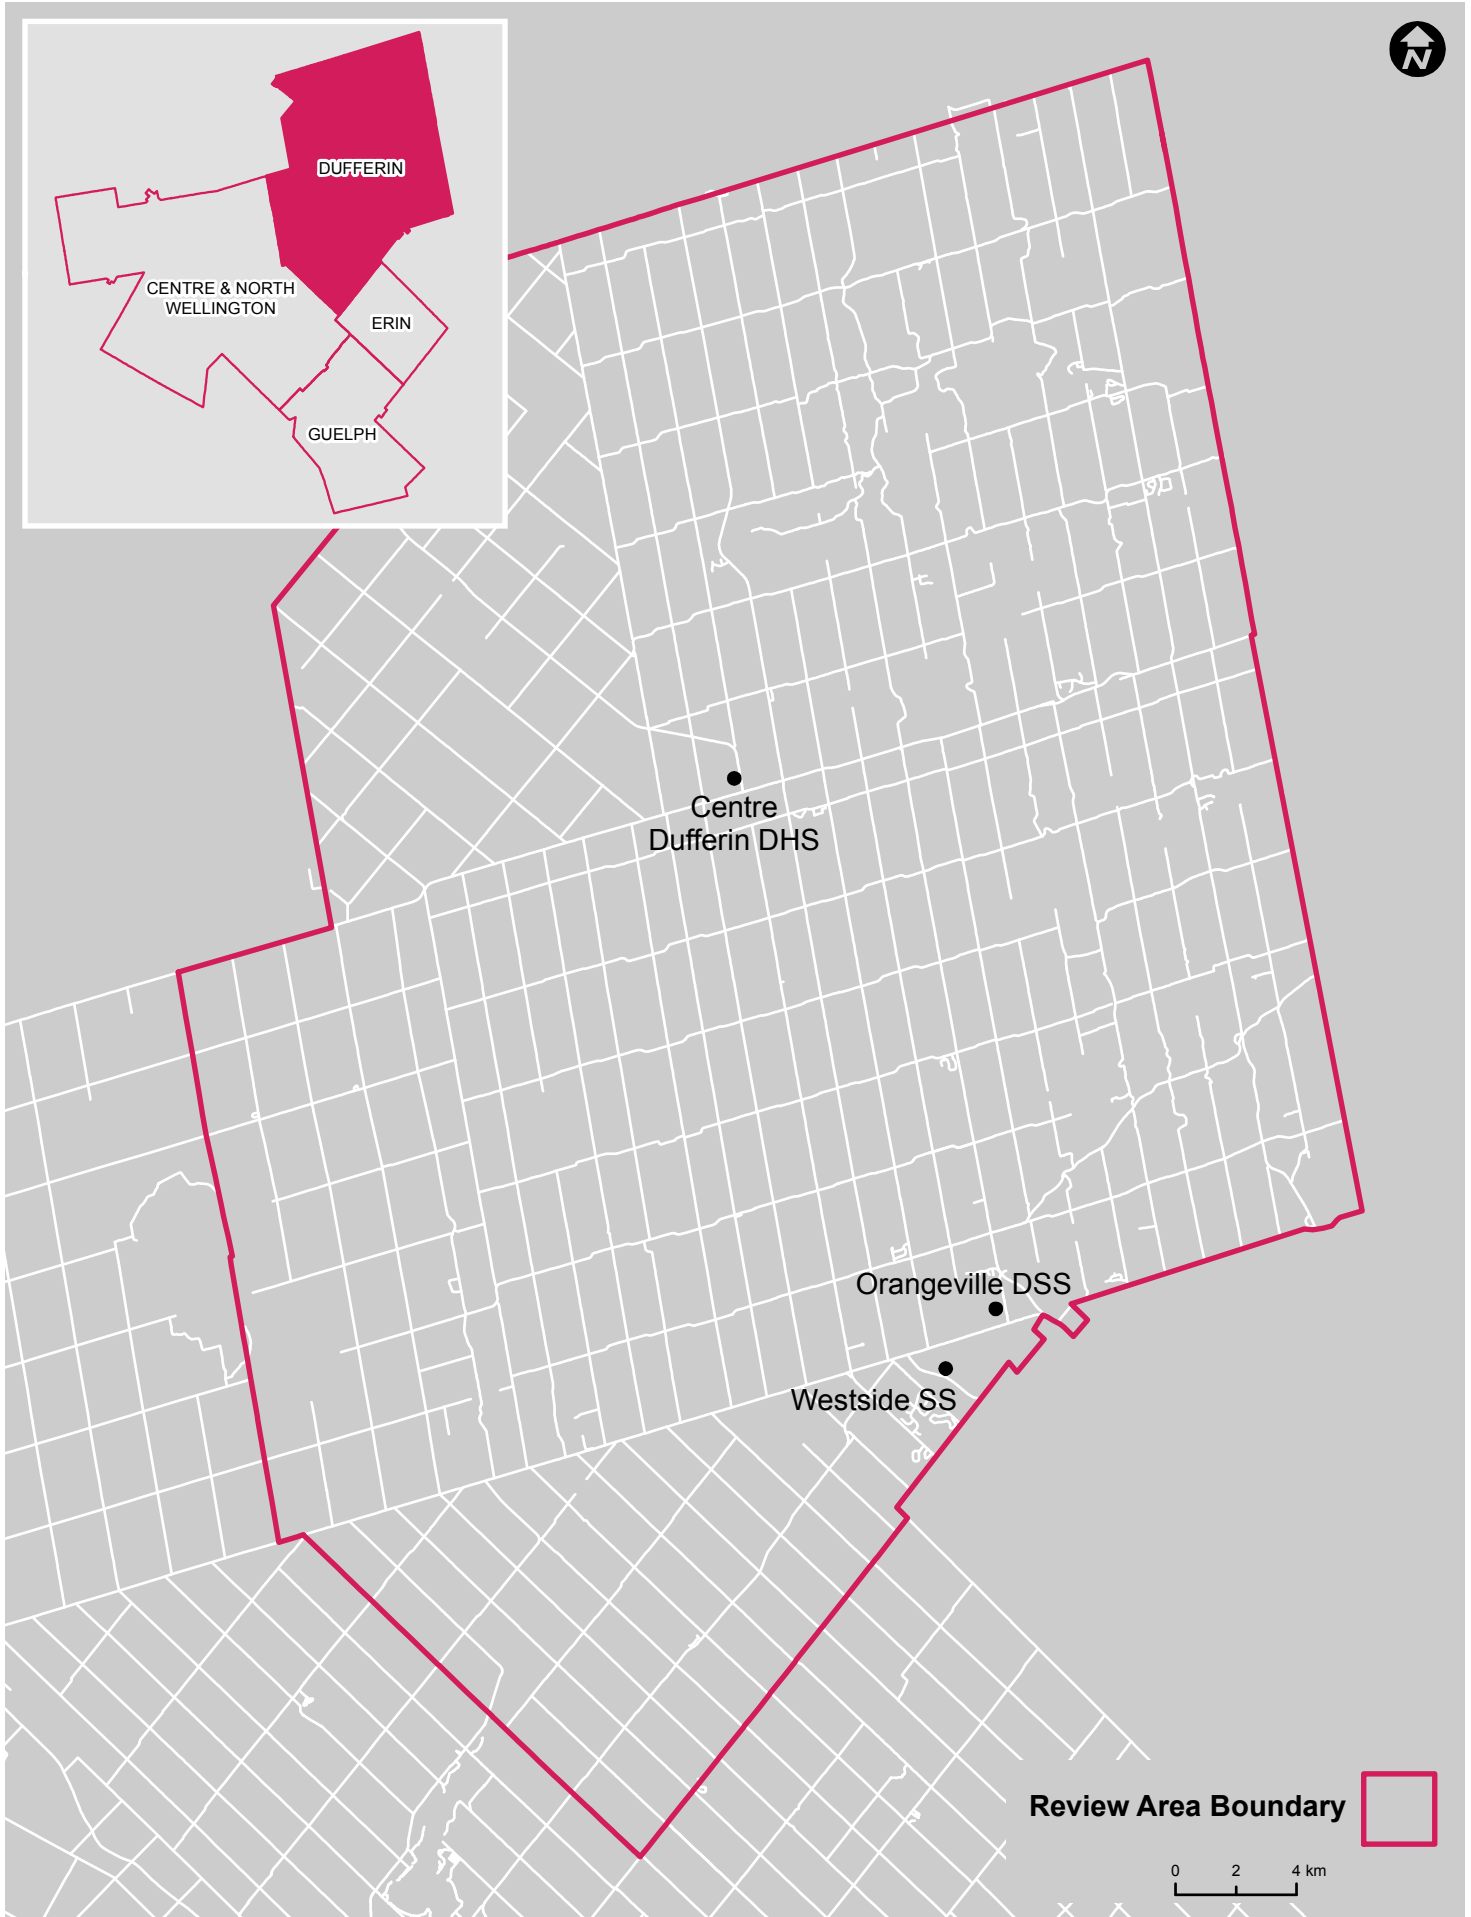 N
DUFFERIN
CENTRE & NORTH
WELLINGTON
ERIN
GUELPH
Centre
Dufferin DHS
Orangeville DSS
Westside SS
Review Area Boundary
0 2 4 km